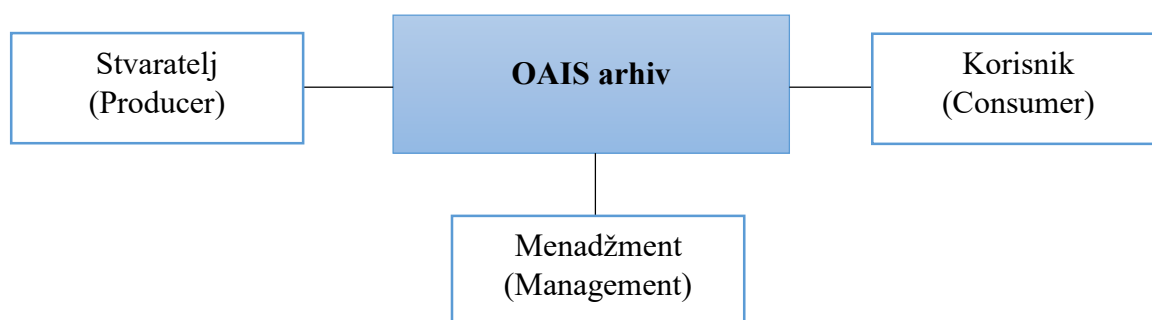 Stvaratelj
(Producer)
OAIS arhiv
Korisnik
(Consumer)
Menadžment
(Management)